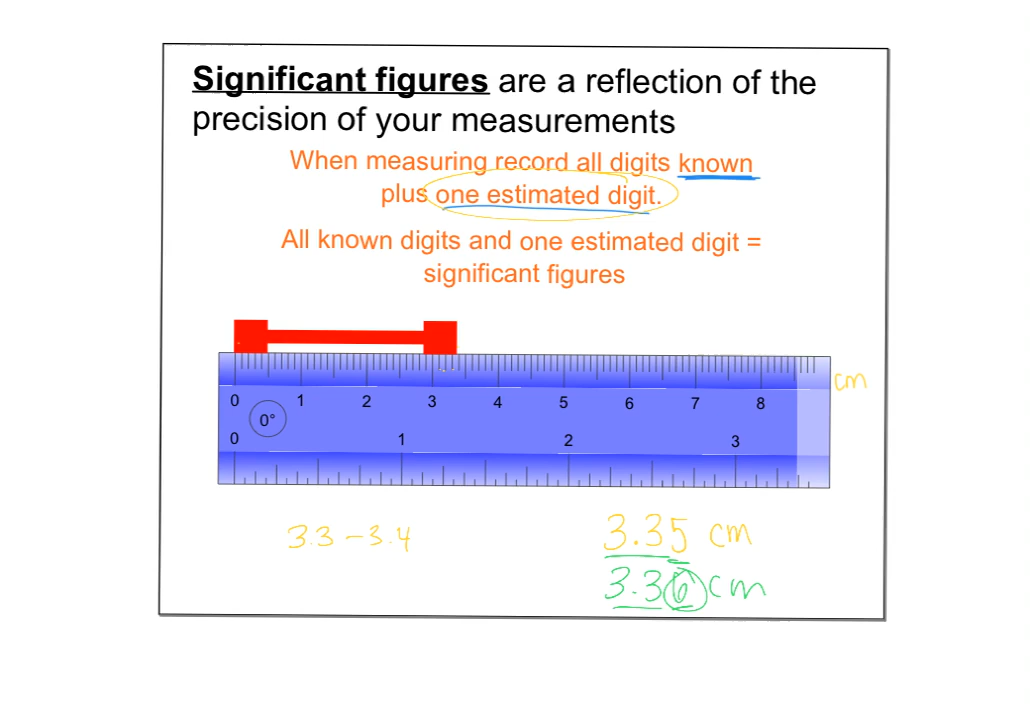 Significant figures are a reflection of the
precision of your measurements
When measuring record all digits known
plus one estimated digit.
All known digits and one estimated digit =
significant figures
cm
0 1 2 3 4 5 6 7 8
0°
0 1 2 3
3.3 - 3.4
3.35 cm
3.36 cm